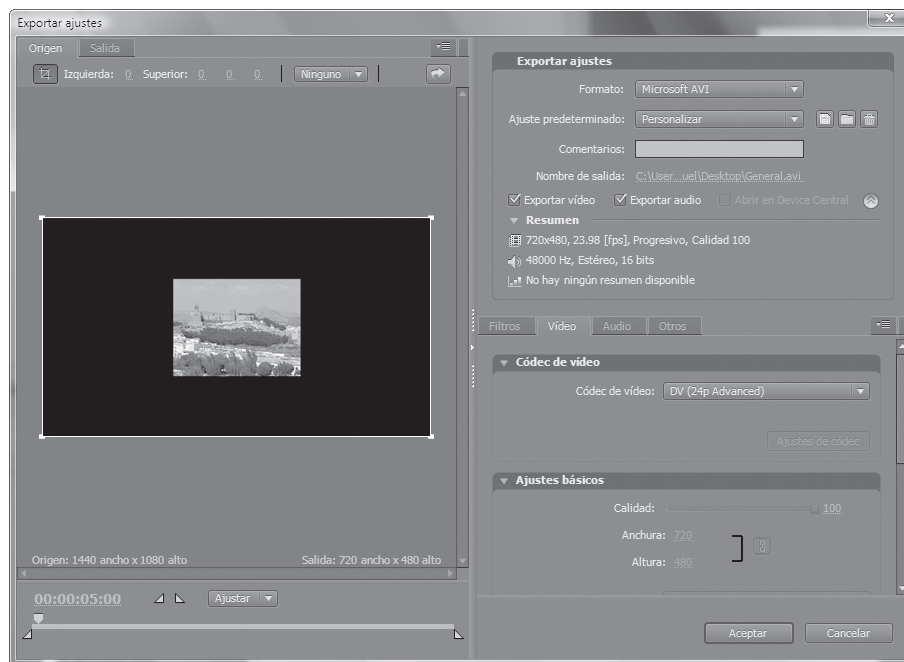 Exportar ajustes
Origen
Salida
Izquierda: 0 Superior: 0 0 0
Ninguno
Origen: 1440 ancho x 1080 alto
Salida: 720 ancho x 480 alto
00:00:05:00
Ajustar
Exportar ajustes
Formato: Microsoft AVI
Ajuste predeterminado: Personalizar
Comentarios:
Nombre de salida: C:\User...uel\Desktop\General.avi
Exportar vídeo
Exportar audio
Abrir en Device Central
Resumen
720x480, 23.98 [fps], Progresivo, Calidad 100
48000 Hz, Estéreo, 16 bits
No hay ningún resumen disponible
Filtros
Vídeo
Audio
Otros
Códec de vídeo
Códec de vídeo: DV (24p Advanced)
Ajustes de códec
Ajustes básicos
Calidad: 100
Anchura: 720
Altura: 480
Aceptar
Cancelar